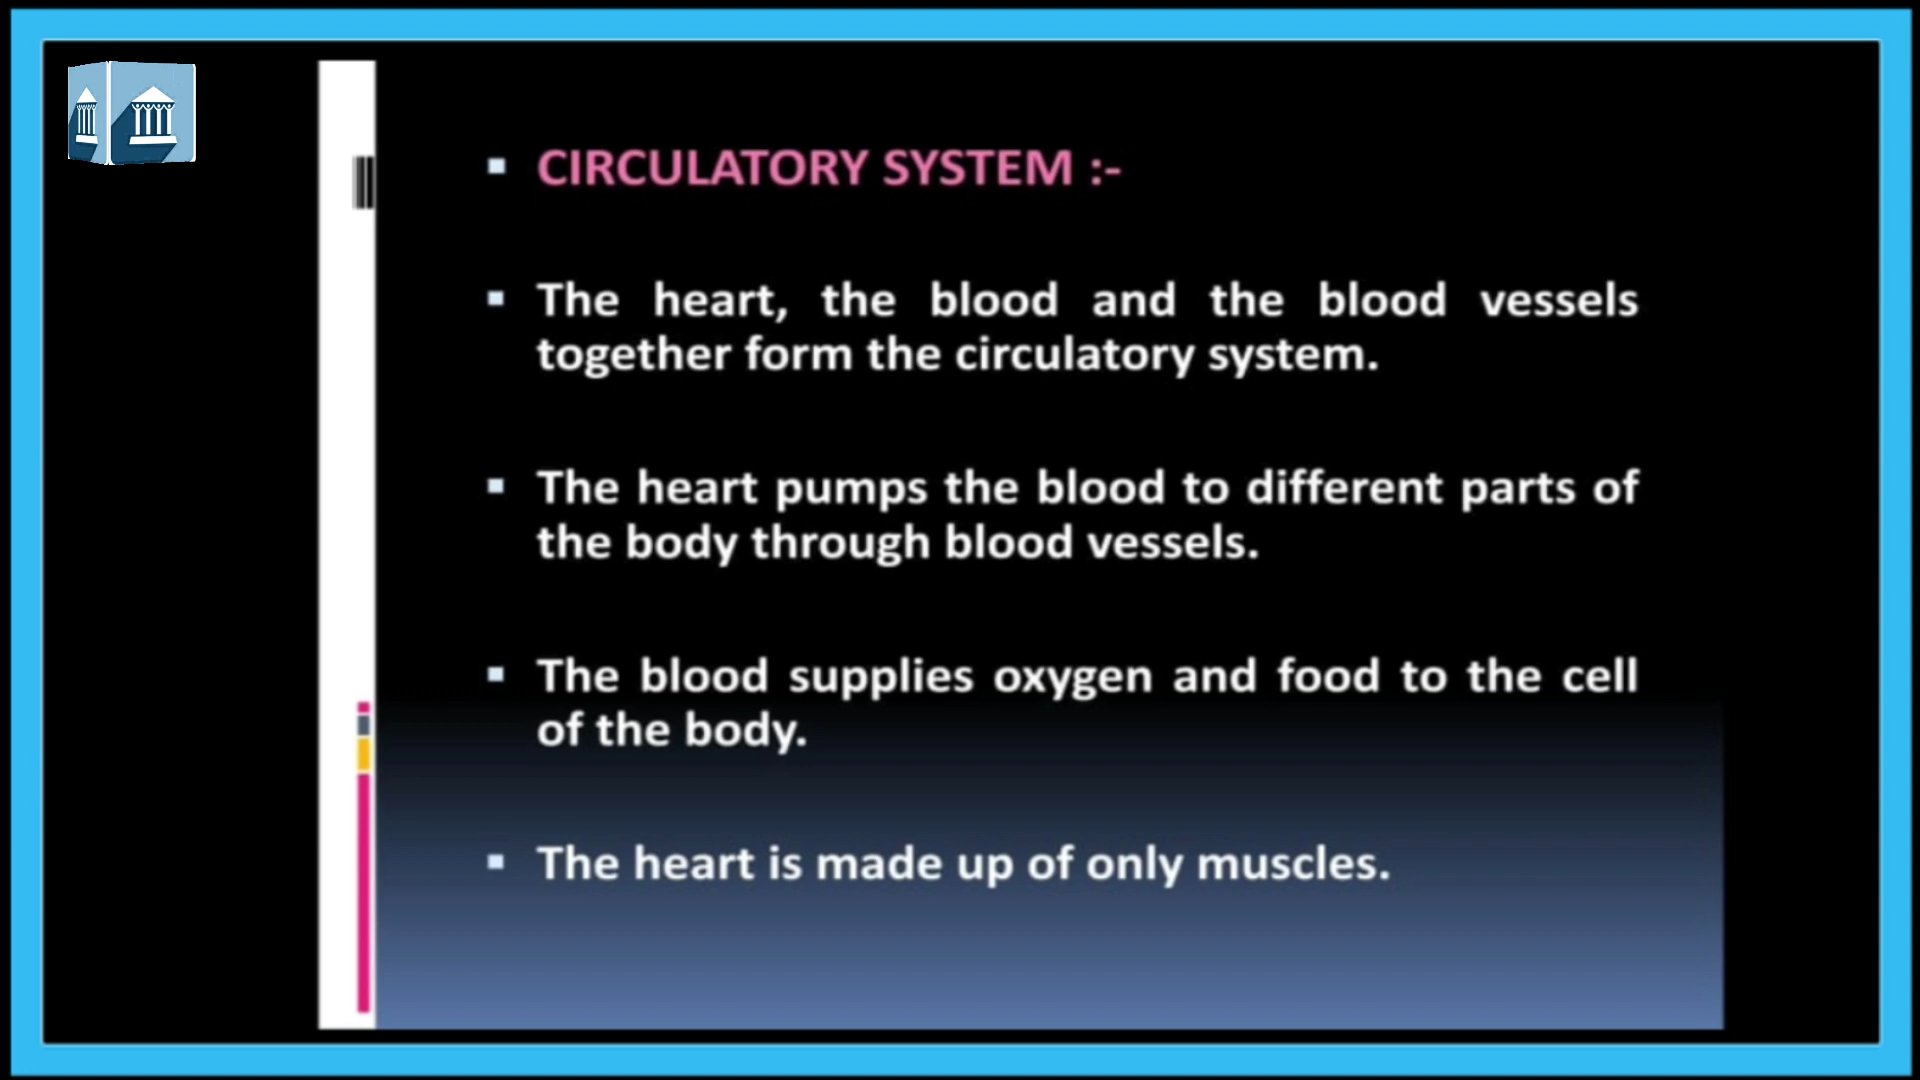 CIRCULATORY SYSTEM :-
The heart, the blood and the blood vessels
together form the circulatory system.
The heart pumps the blood to different parts of
the body through blood vessels.
The blood supplies oxygen and food to the cell
of the body.
The heart is made up of only muscles.